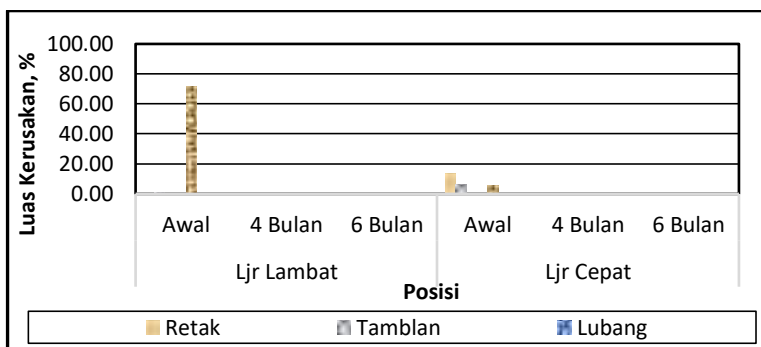 Luas Kerusakan, %
100.00
80.00
60.00
40.00
20.00
0.00
Awal 4 Bulan 6 Bulan Awal 4 Bulan 6 Bulan
Ljr Lambat Ljr Cepat
Posisi
Retak Tamblan Lubang